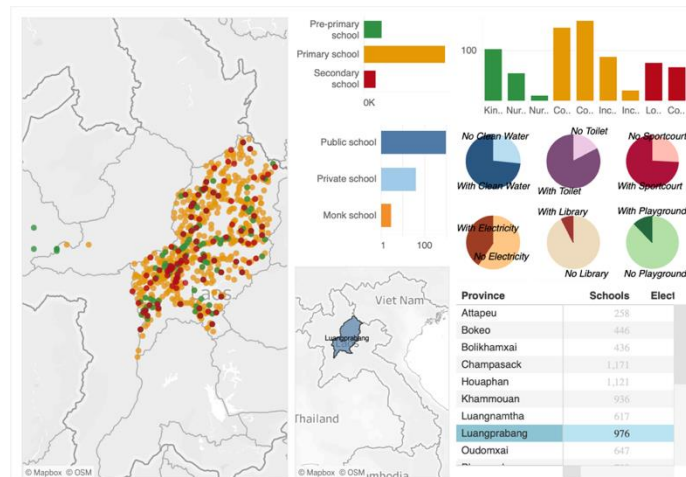 © Mapbox © OSM
Pre-primary
school
Primary school
Secondary
school
0K
100
Kin.. Nur.. Nur.. Co.. Co.. Inc.. Inc.. Lo.. Co..
Public school
Private school
Monk school
1 100
No Clean Water
With Clean Water
No Toilet
With Toilet
No Sportcourt
With Sportcourt
With Electricity
No Electricity
With Library
No Library
With Playground
No Playground
Viet Nam
Luangprabang
Thailand
© Mapbox © OSM
Province Schools Elect
Attapeu 258
Bokeo 446
Bolikhamxai 436
Champasack 1,171
Houaphan 1,121
Khammouan 936
Luangnamtha 617
Luangprabang 976
Oudomxai 647